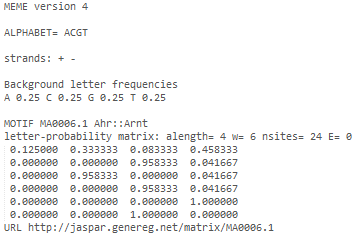 MEME version 4
ALPHABET= ACGT
strands: + -
Background letter frequencies
A 0.25 C 0.25 G 0.25 T 0.25
MOTIF MA0006.1 Ahr::Arnt
letter-probability matrix: alength= 4 w= 6 nsites= 24 E= 0
0.125000 0.333333 0.083333 0.458333
0.000000 0.000000 0.958333 0.041667
0.000000 0.958333 0.000000 0.041667
0.000000 0.000000 0.958333 0.041667
0.000000 0.000000 0.000000 1.000000
0.000000 0.000000 1.000000 0.000000
URL http://jaspar.genereg.net/matrix/MA0006.1